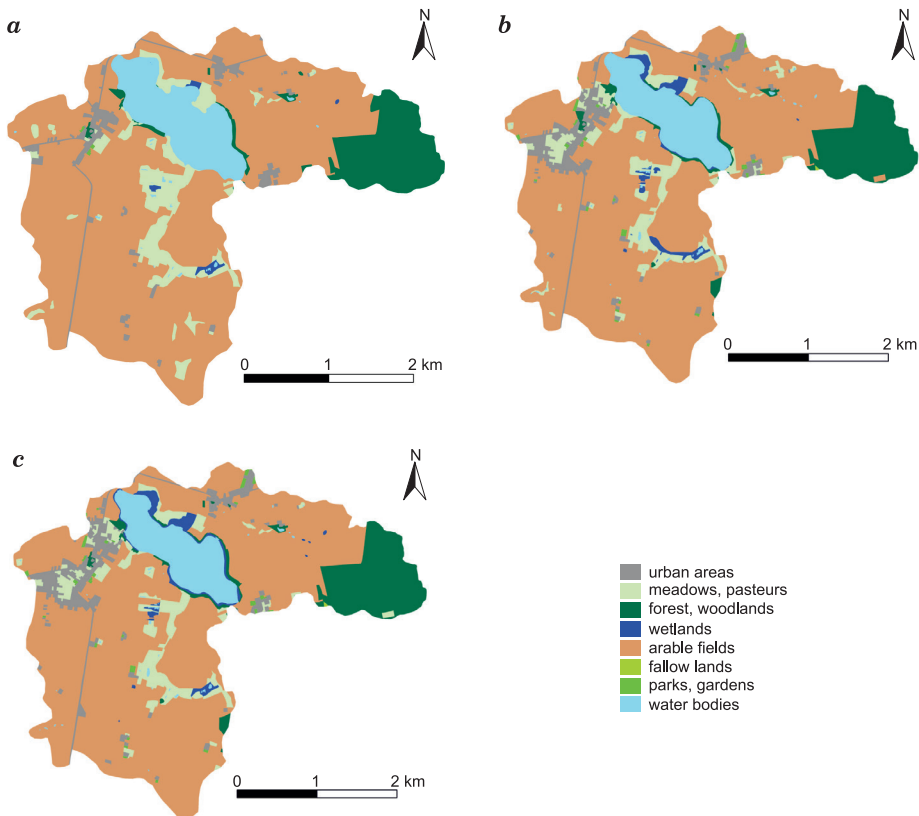 a
N
0 1 2 km
b
N
0 1 2 km
c
N
0 1 2 km
urban areas
meadows, pasteurs
forest, woodlands
wetlands
arable fields
fallow lands
parks, gardens
water bodies